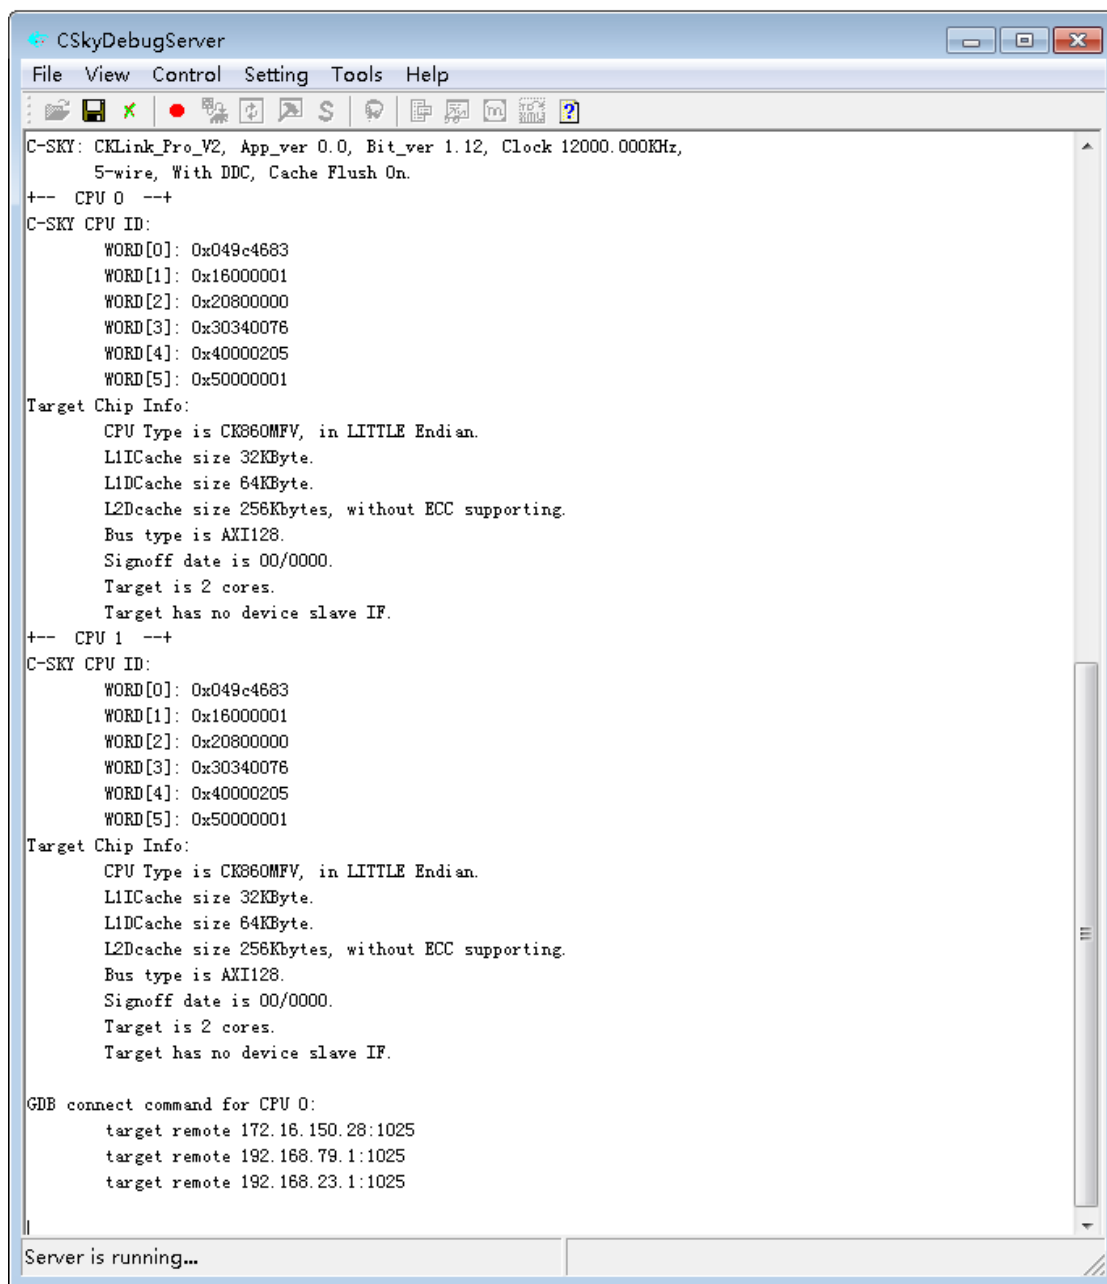 CSkyDebugServer
File View Control Setting Tools Help
C-SKY: CKLink_Pro_V2, App_ver 0.0, Bit_ver 1.12, Clock 12000.000KHz,
5-wire, With DDC, Cache Flush On.
+-- CPU 0 --+
C-SKY CPU ID:
WORD[0]: 0x049c4683
WORD[1]: 0x16000001
WORD[2]: 0x20800000
WORD[3]: 0x30340076
WORD[4]: 0x40000205
WORD[5]: 0x50000001
Target Chip Info:
CPU Type is CK860MFV, in LITTLE Endian.
L1ICache size 32KByte.
L1DCache size 64KByte.
L2Dcache size 256Kbytes, without ECC supporting.
Bus type is AXI128.
Signoff date is 00/0000.
Target is 2 cores.
Target has no device slave IF.
+-- CPU 1 --+
C-SKY CPU ID:
WORD[0]: 0x049c4683
WORD[1]: 0x16000001
WORD[2]: 0x20800000
WORD[3]: 0x30340076
WORD[4]: 0x40000205
WORD[5]: 0x50000001
Target Chip Info:
CPU Type is CK860MFV, in LITTLE Endian.
L1ICache size 32KByte.
L1DCache size 64KByte.
L2Dcache size 256Kbytes, without ECC supporting.
Bus type is AXI128.
Signoff date is 00/0000.
Target is 2 cores.
Target has no device slave IF.
GDB connect command for CPU 0:
target remote 172.16.150.28:1025
target remote 192.168.79.1:1025
target remote 192.168.23.1:1025
Server is running...